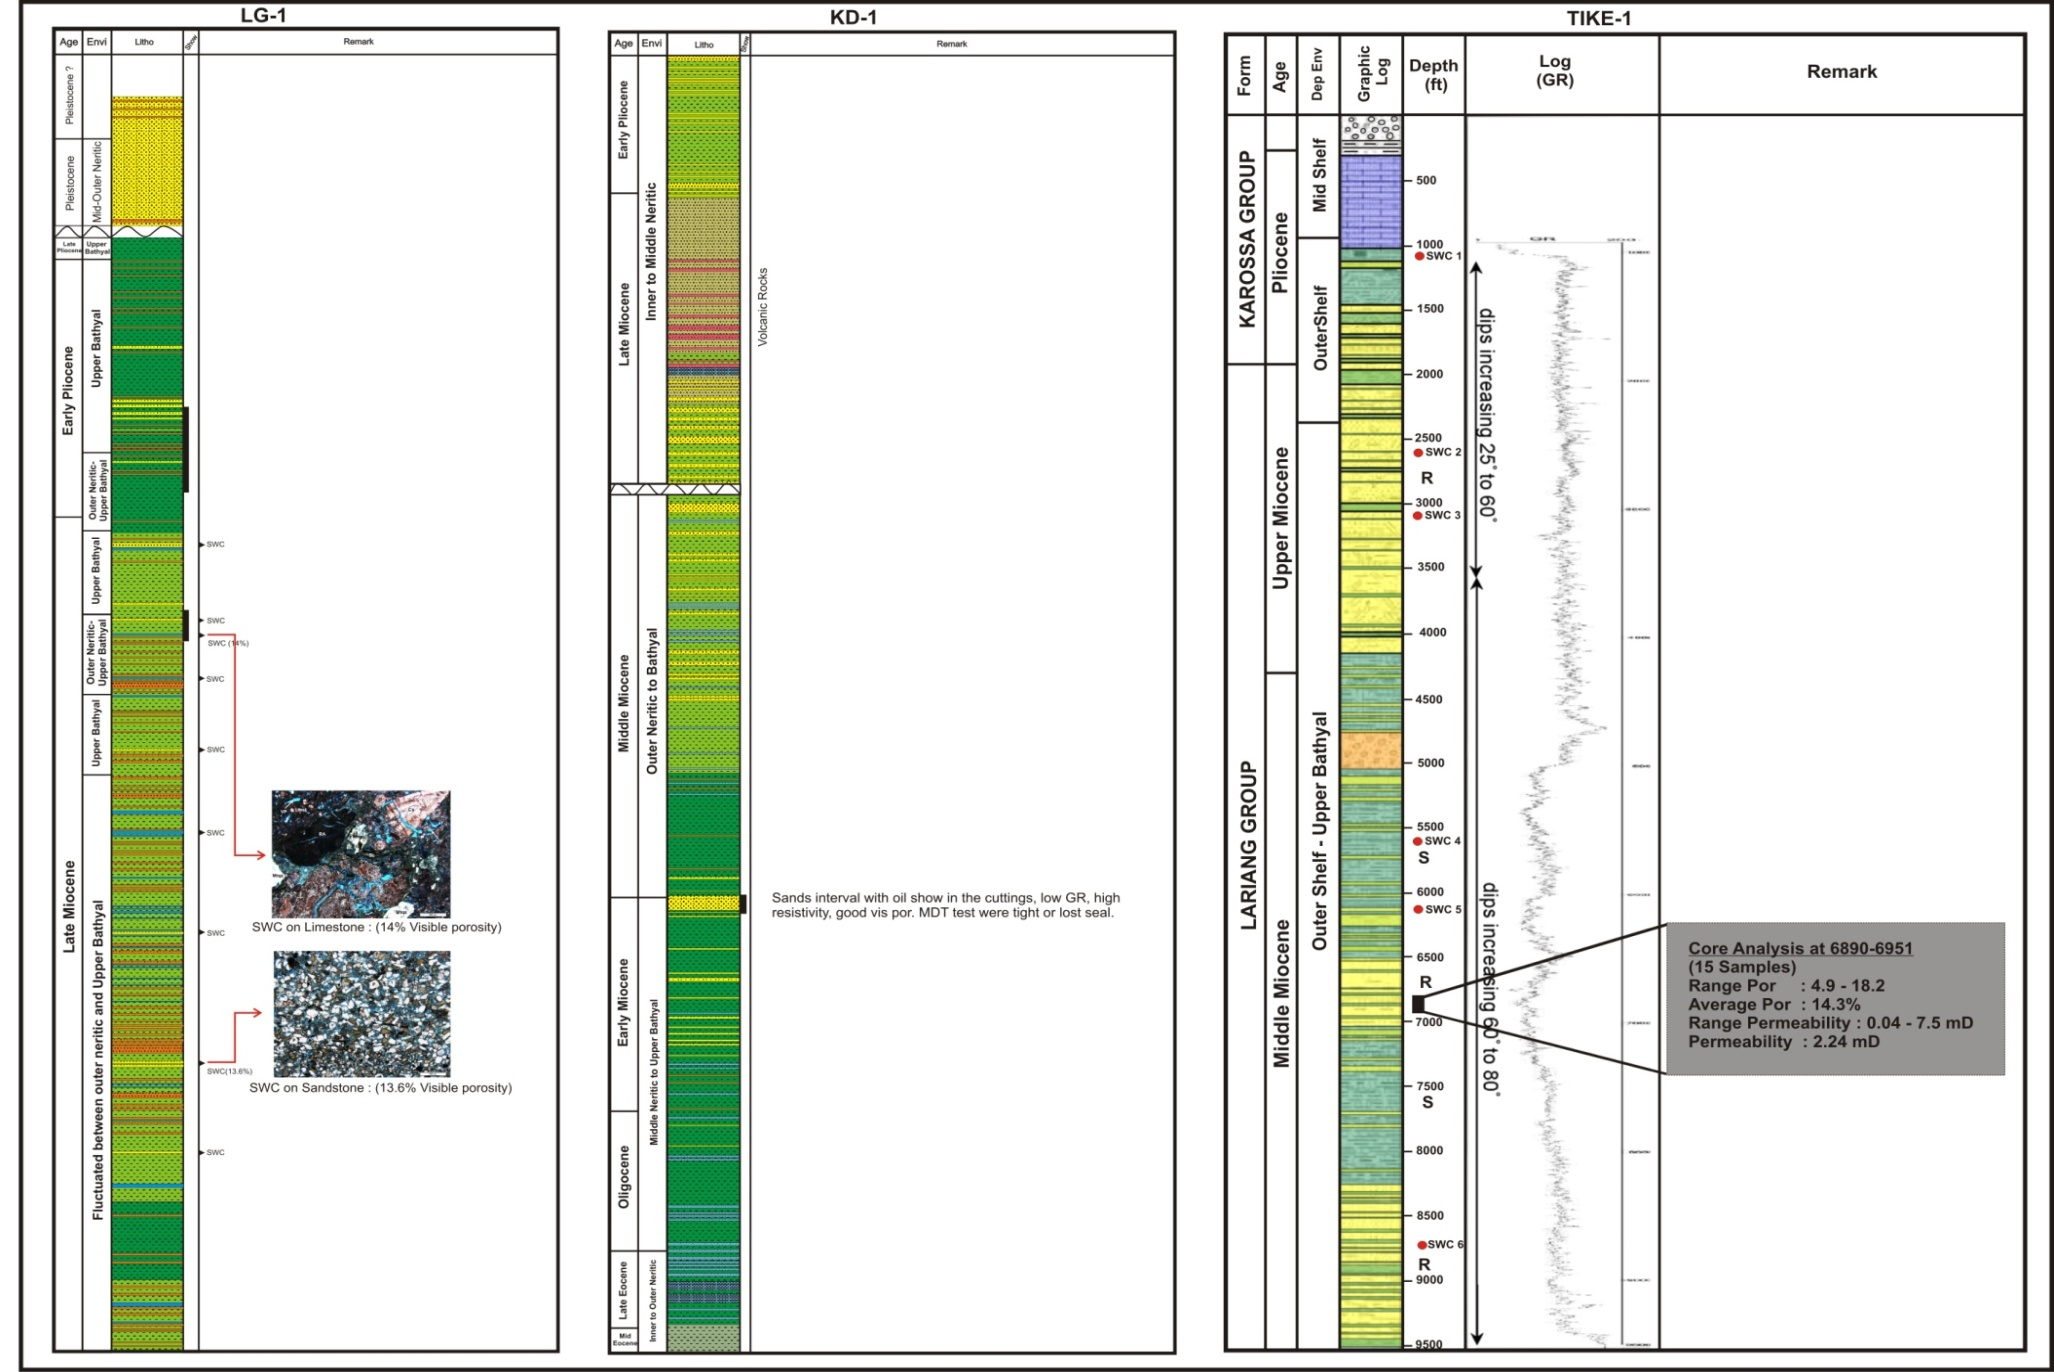 LG-1
Age
Envi
Litho
Show
Remark
Pleistocene ?
Pleistocene
Mid-Outer Neritic
Late
Pliocene
Upper
Bathyal
Early Pliocene
Upper Bathyal
Outer Neritic-
Upper Bathyal
Late Miocene
Upper Bathyal
Outer Neritic-
Upper Bathyal
Upper Bathyal
Fluctuated between outer neritic and Upper Bathyal
SWC
SWC
SWC (14%)
SWC
SWC
SWC
SWC
SWC(13.6%)
SWC
SWC on Limestone : (14% Visible porosity)
SWC on Sandstone : (13.6% Visible porosity)
KD-1
Age
Envi
Litho
Show
Remark
Early Pliocene
Late Miocene
Inner to Middle Neritic
Volcanic Rocks
Middle Miocene
Outer Neritic to Bathyal
Sands interval with oil show in the cuttings, low GR, high
resistivity, good vis por. MDT test were tight or lost seal.
Early Miocene
Middle Neritic to Upper Bathyal
Oligocene
Late Eocene
Inner to Outer Neritic
Mid
Eocene
TIKE-1
Form
Age
Dep Env
Graphic
Log
Depth
(ft)
Log
(GR)
Remark
KAROSSA GROUP
Pliocene
Mid Shelf
OuterShelf
LARIANG GROUP
Upper Miocene
Middle Miocene
Outer Shelf - Upper Bathyal
500
1000
SWC 1
1500
2000
2500
SWC 2
R
3000
SWC 3
3500
4000
4500
5000
5500
SWC 4
S
6000
SWC 5
6500
R
7000
7500
S
8000
8500
SWC 6
R
9000
9500
GR
dips increasing 25° to 60°
dips increasing 60° to 80°
Core Analysis at 6890-6951
(15 Samples)
Range Por : 4.9 - 18.2
Average Por : 14.3%
Range Permeability : 0.04 - 7.5 mD
Permeability : 2.24 mD